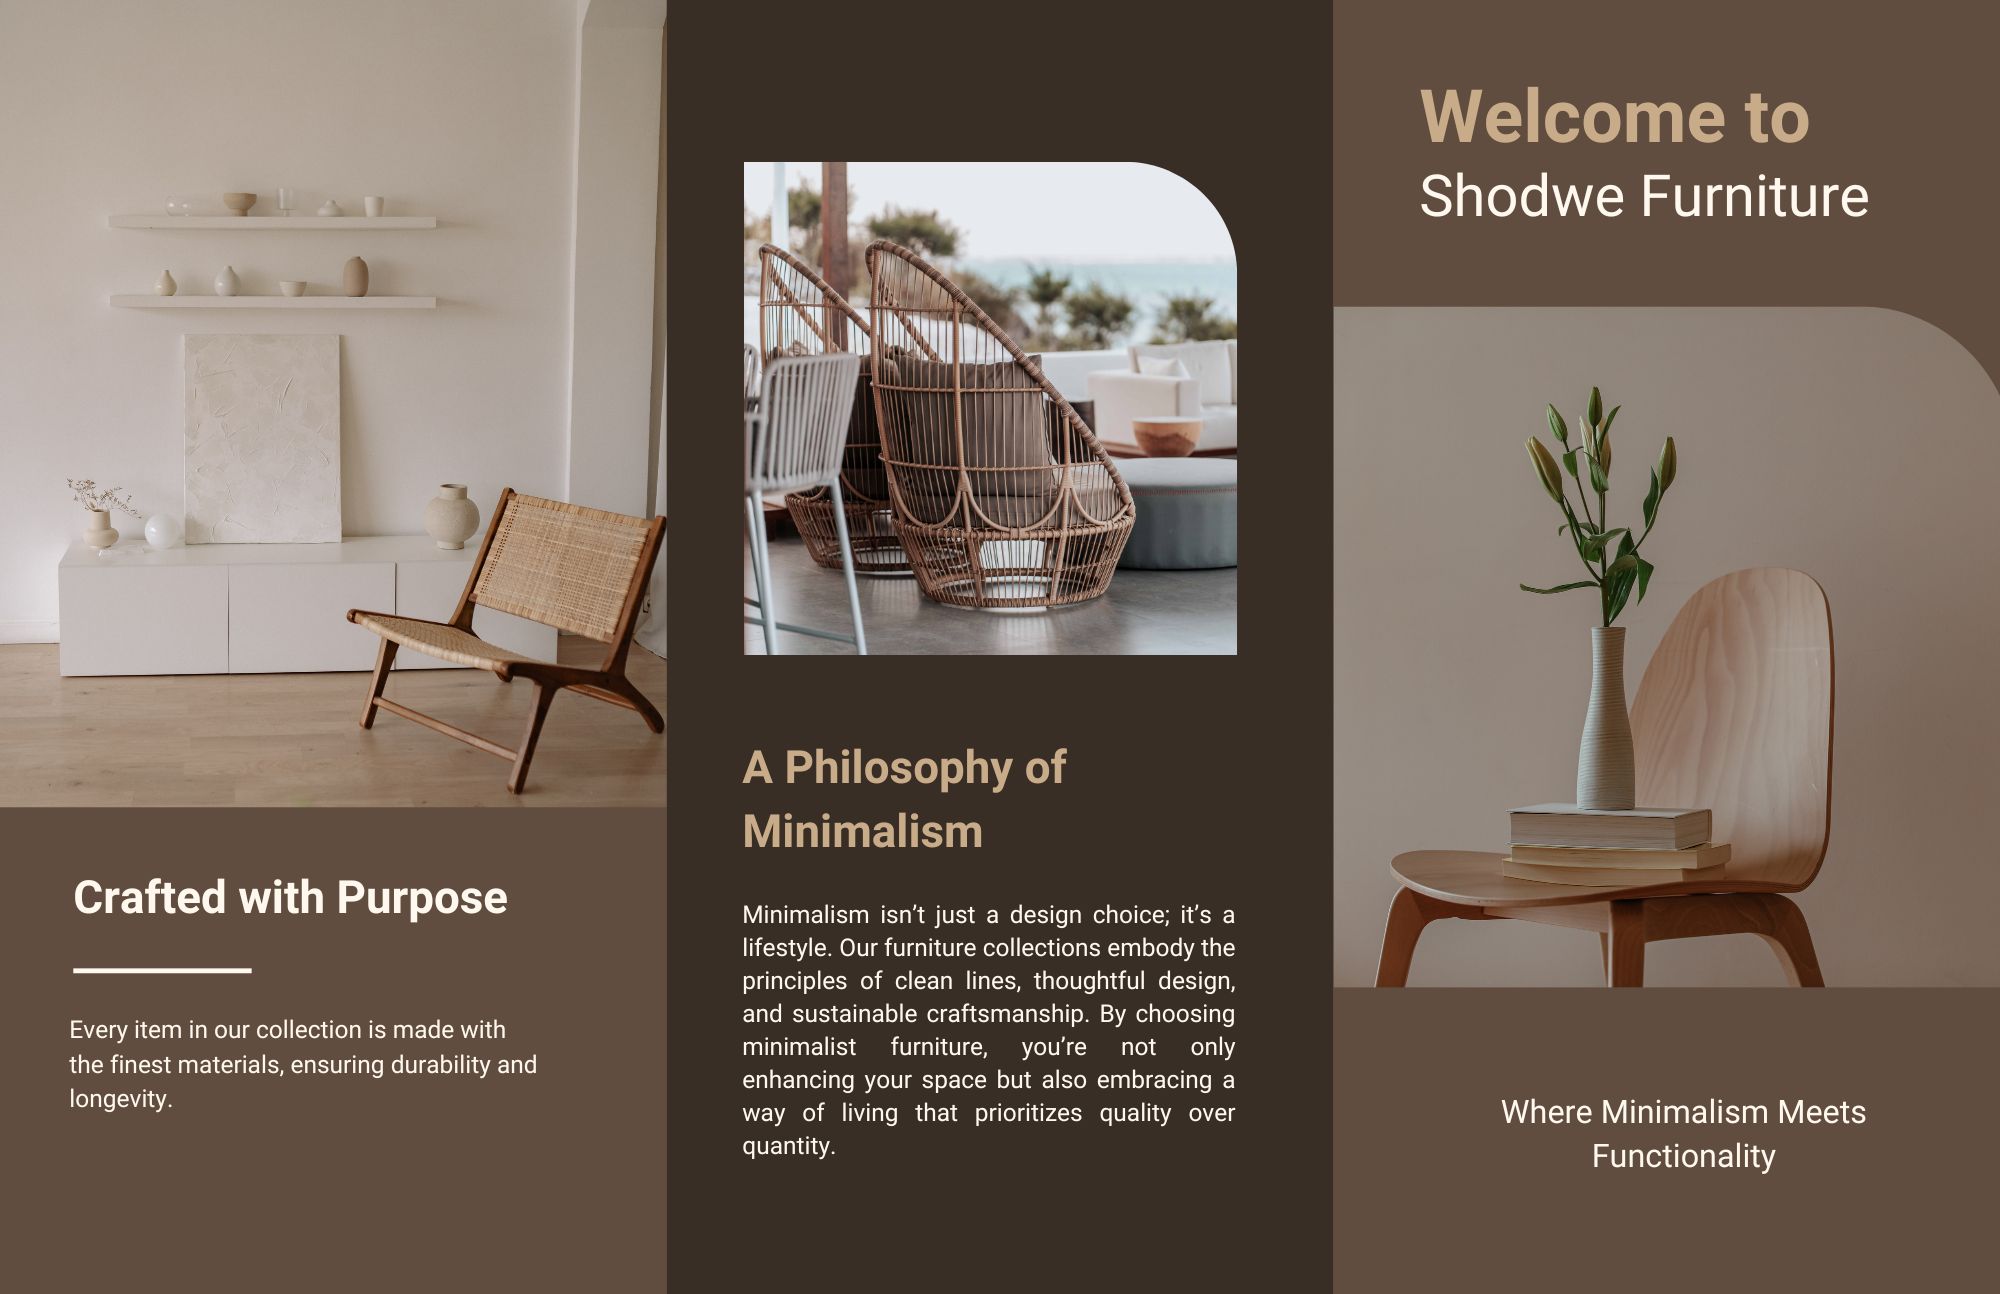 Crafted with Purpose
Every item in our collection is made with
the finest materials, ensuring durability and
longevity.
A Philosophy of
Minimalism
Minimalism isn’t just a design choice; it’s a
lifestyle. Our furniture collections embody the
principles of clean lines, thoughtful design,
and sustainable craftsmanship. By choosing
minimalist furniture, you’re not only
enhancing your space but also embracing a
way of living that prioritizes quality over
quantity.
Welcome to
Shodwe Furniture
Where Minimalism Meets
Functionality